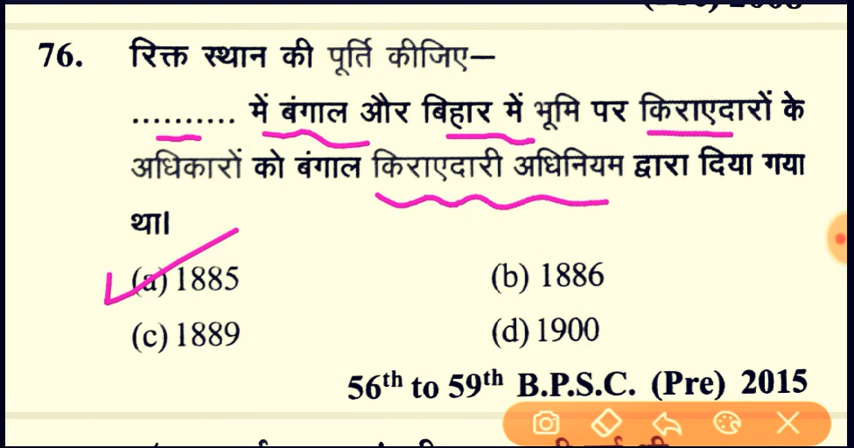 76. रिक्त स्थान की पूर्ति कीजिए–
.......... में बंगाल और बिहार में भूमि पर किराएदारों के
अधिकारों को बंगाल किराएदारी अधिनियम द्वारा दिया गया
था।
(a) 1885 (b) 1886
(c) 1889 (d) 1900
56th to 59th B.P.S.C. (Pre) 2015